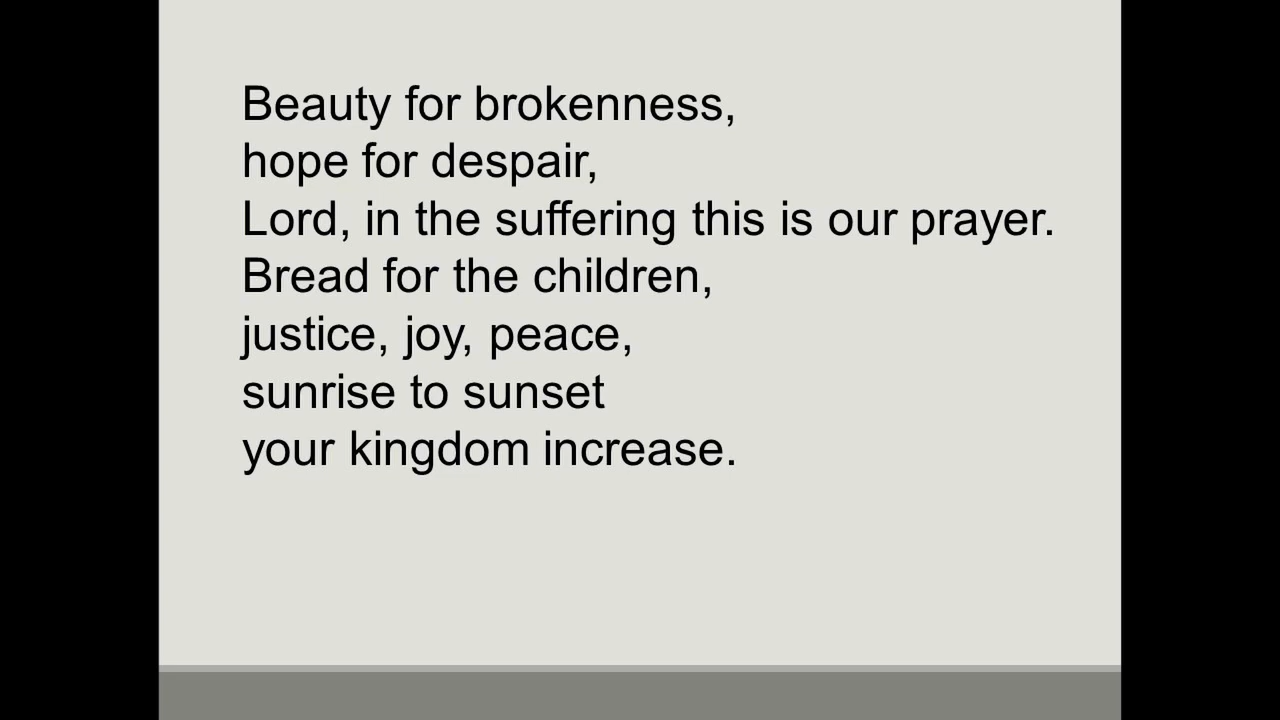 Beauty for brokenness,
hope for despair,
Lord, in the suffering this is our prayer.
Bread for the children,
justice, joy, peace,
sunrise to sunset
your kingdom increase.